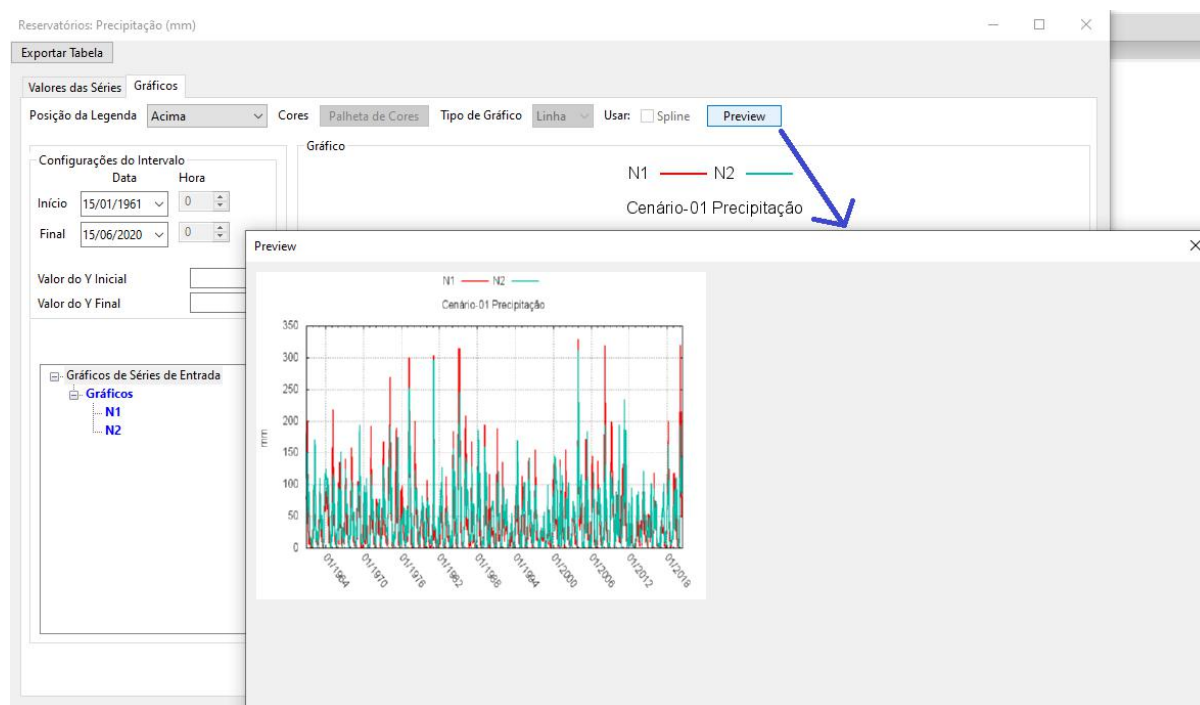 Reservatórios: Precipitação (mm)
Exportar Tabela
Valores das Séries Gráficos
Posição da Legenda Acima Cores Palheta de Cores Tipo de Gráfico Linha Usar: Spline Preview
Configurações do Intervalo
Data Hora
Início 15/01/1961 0
Final 15/06/2020 0
Valor do Y Inicial
Valor do Y Final
Gráficos de Séries de Entrada
Gráficos
N1
N2
Gráfico
N1 N2
Cenário-01 Precipitação
Preview
N1 N2
Cenário-01 Precipitação
350
300
250
200
150
100
50
0
mm
01/1964 01/1970 01/1976 01/1982 01/1988 01/1994 01/2000 01/2006 01/2012 01/2018